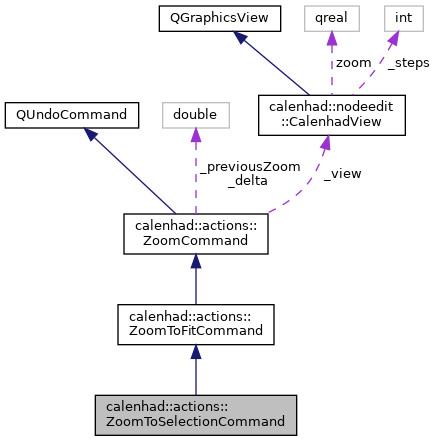 QGraphicsView
qreal
int
zoom
_steps
calenhad::nodeedit
::CalenhadView
QUndoCommand
double
_previousZoom
_delta
_view
calenhad::actions::
ZoomCommand
calenhad::actions::
ZoomToFitCommand
calenhad::actions::
ZoomToSelectionCommand